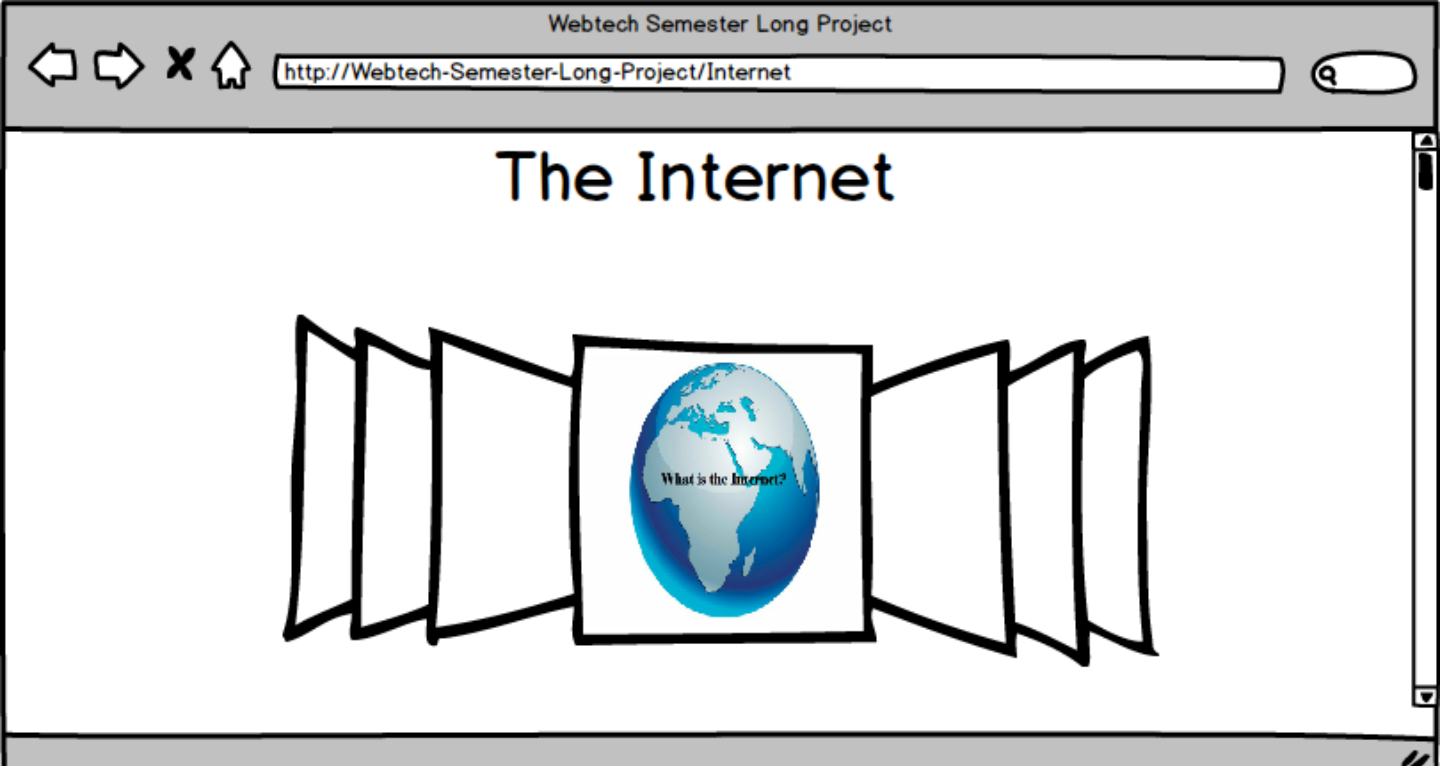 Webtech Semester Long Project
http://Webtech-Semester-Long-Project/Internet
The Internet
What is the Internet?